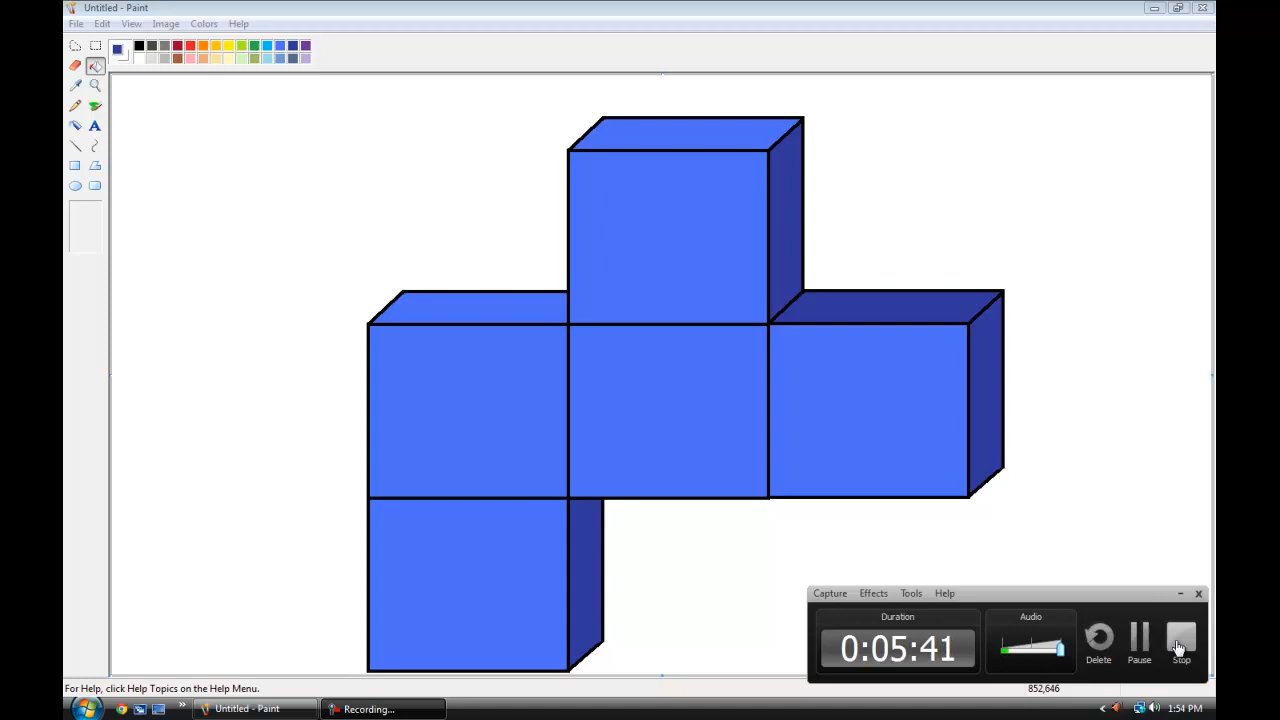 Untitled - Paint
File Edit View Image Colors Help
Capture Effects Tools Help
Duration
Audio
0:05:41
Delete Pause Stop
For Help, click Help Topics on the Help Menu.
852,646
Untitled - Paint
Recording...
1:54 PM